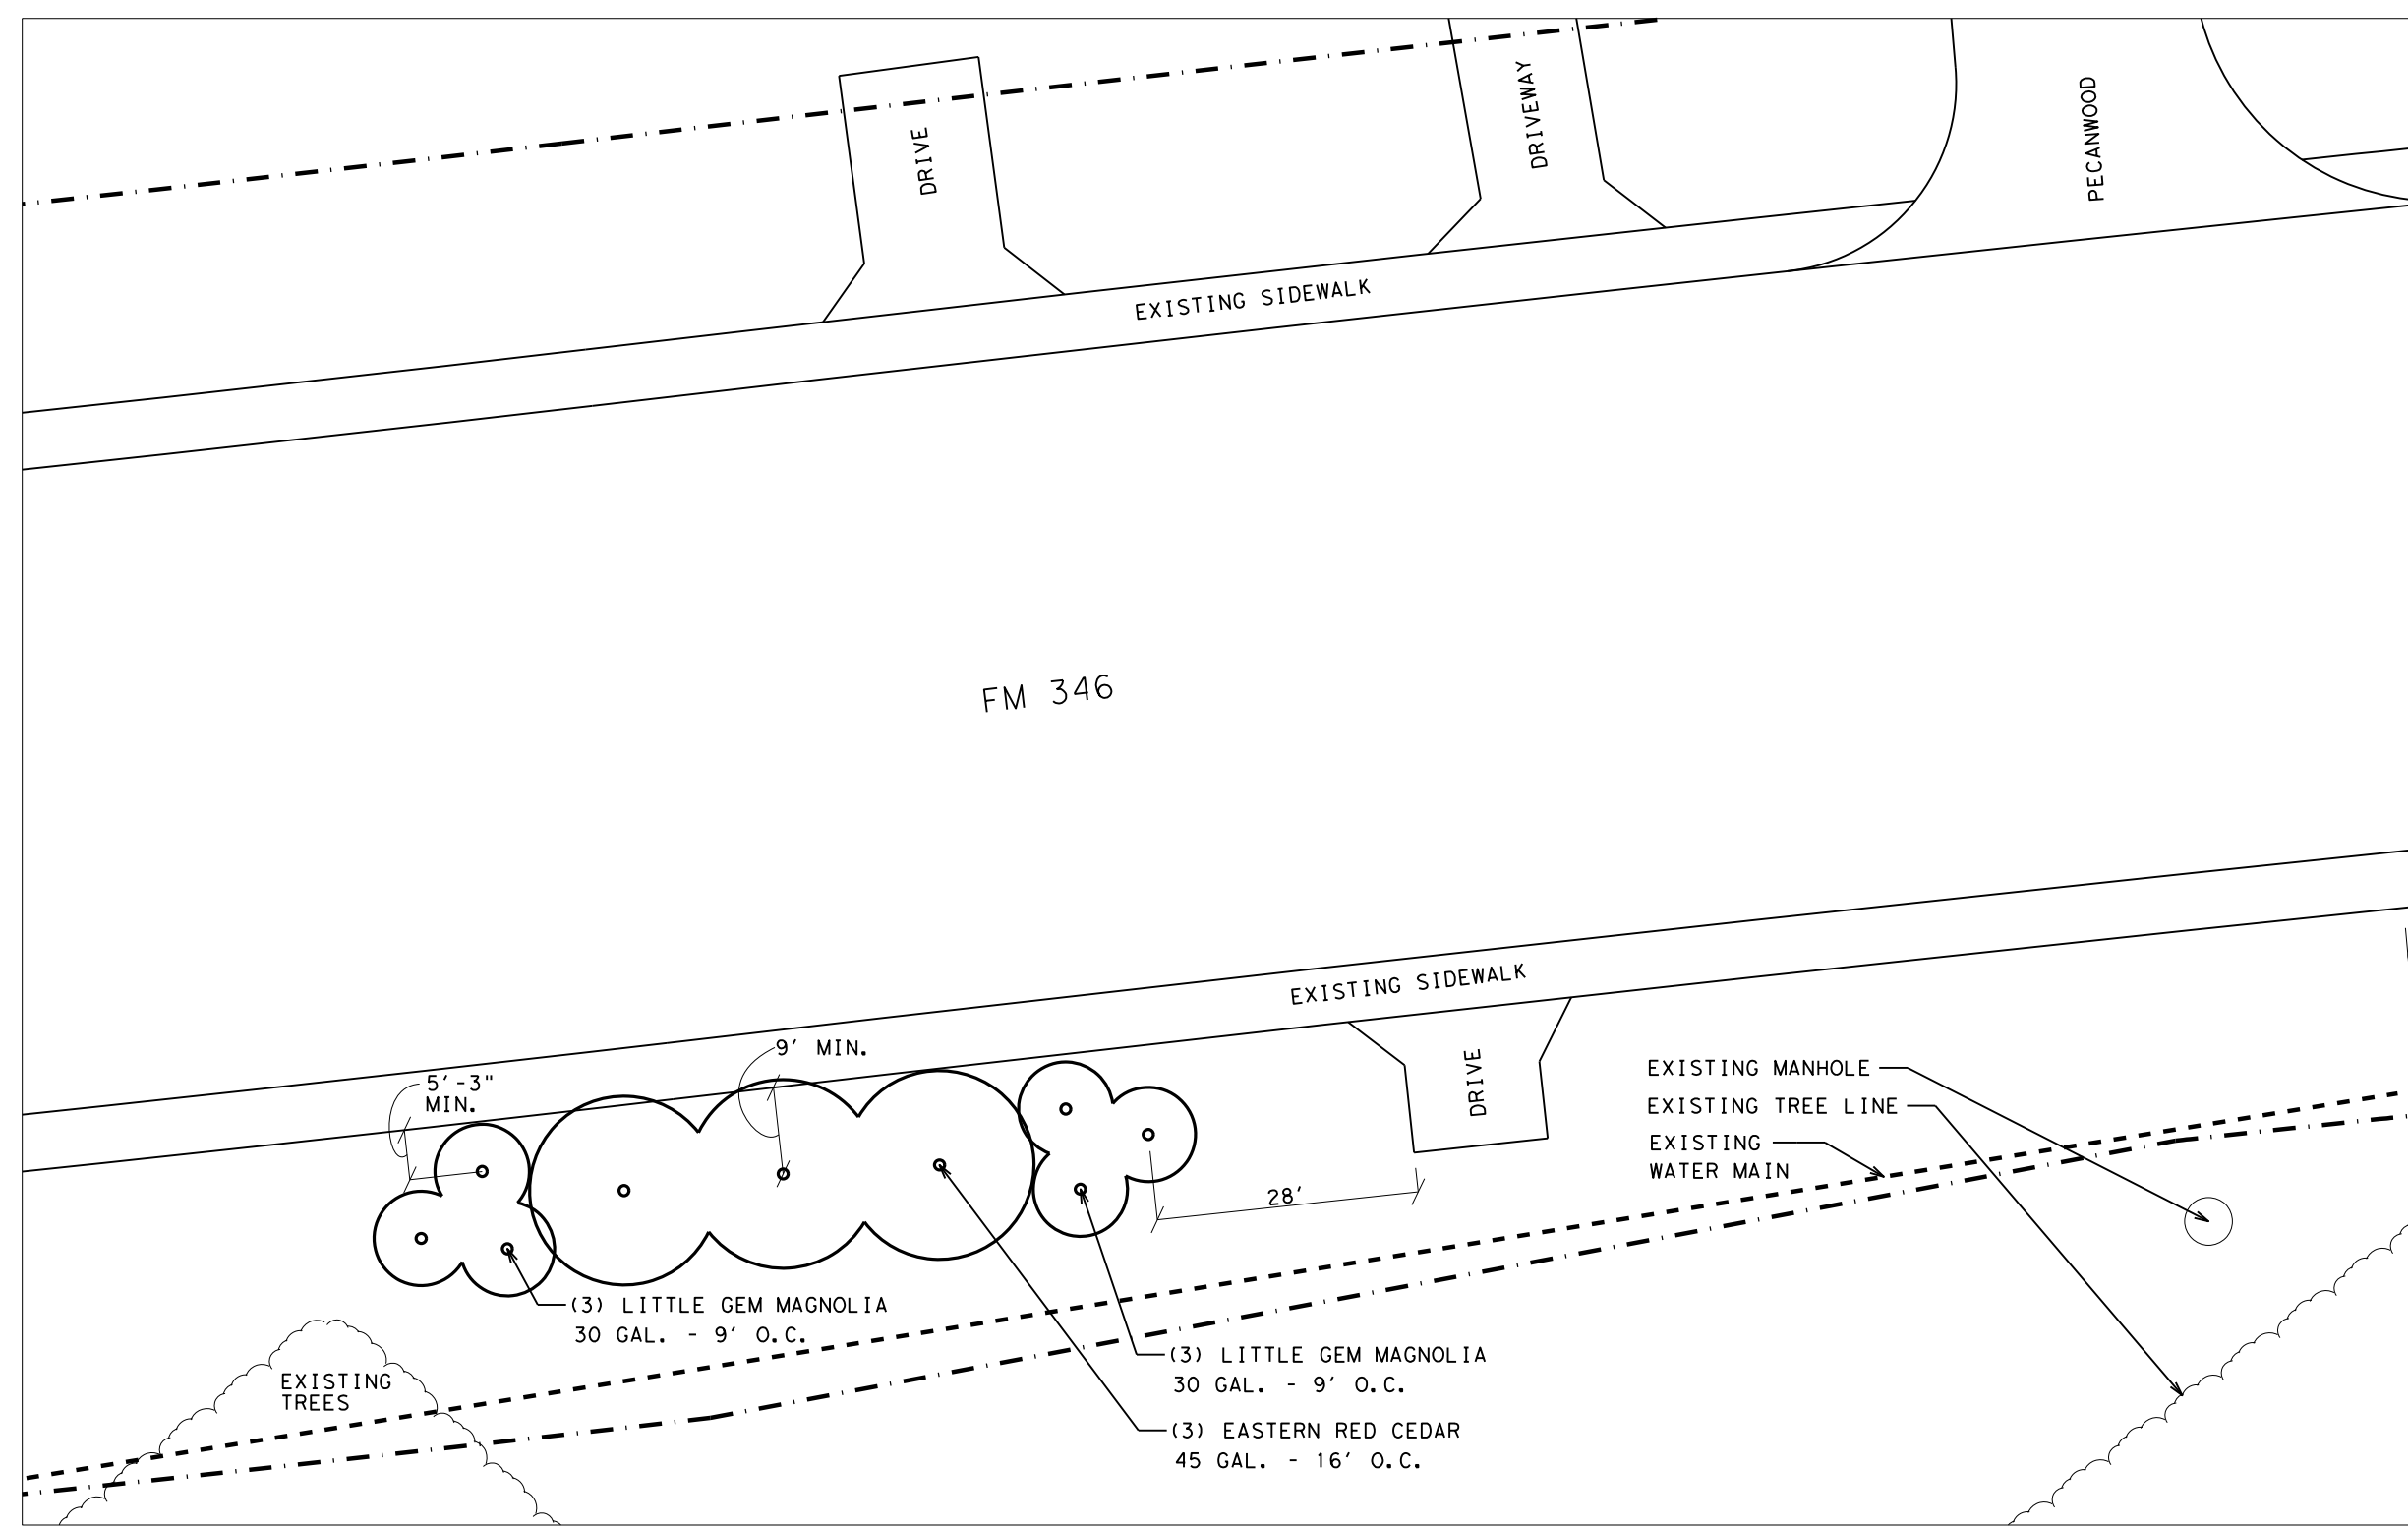 DRIVE
DRIVEWAY
PECANWOOD
EXISTING SIDEWALK
FM 346
EXISTING SIDEWALK
9' MIN.
5'-3"
MIN.
DRIVE
28'
EXISTING MANHOLE
EXISTING TREE LINE
EXISTING
WATER MAIN
(3) LITTLE GEM MAGNOLIA
30 GAL. - 9' O.C.
(3) LITTLE GEM MAGNOLIA
30 GAL. - 9' O.C.
(3) EASTERN RED CEDAR
45 GAL. - 16' O.C.
EXISTING
TREES